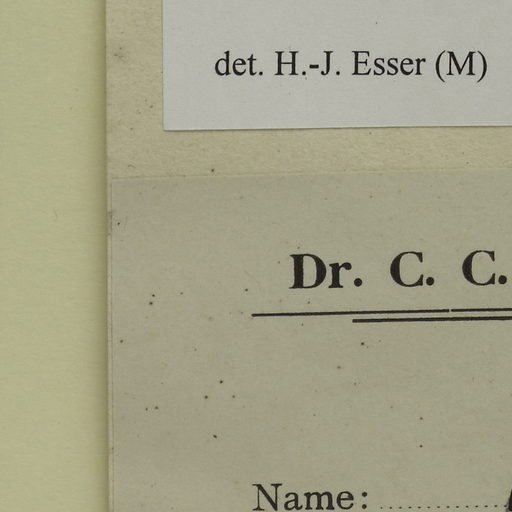 det. H.-J. Esser (M)
Dr. C. C.
Name: